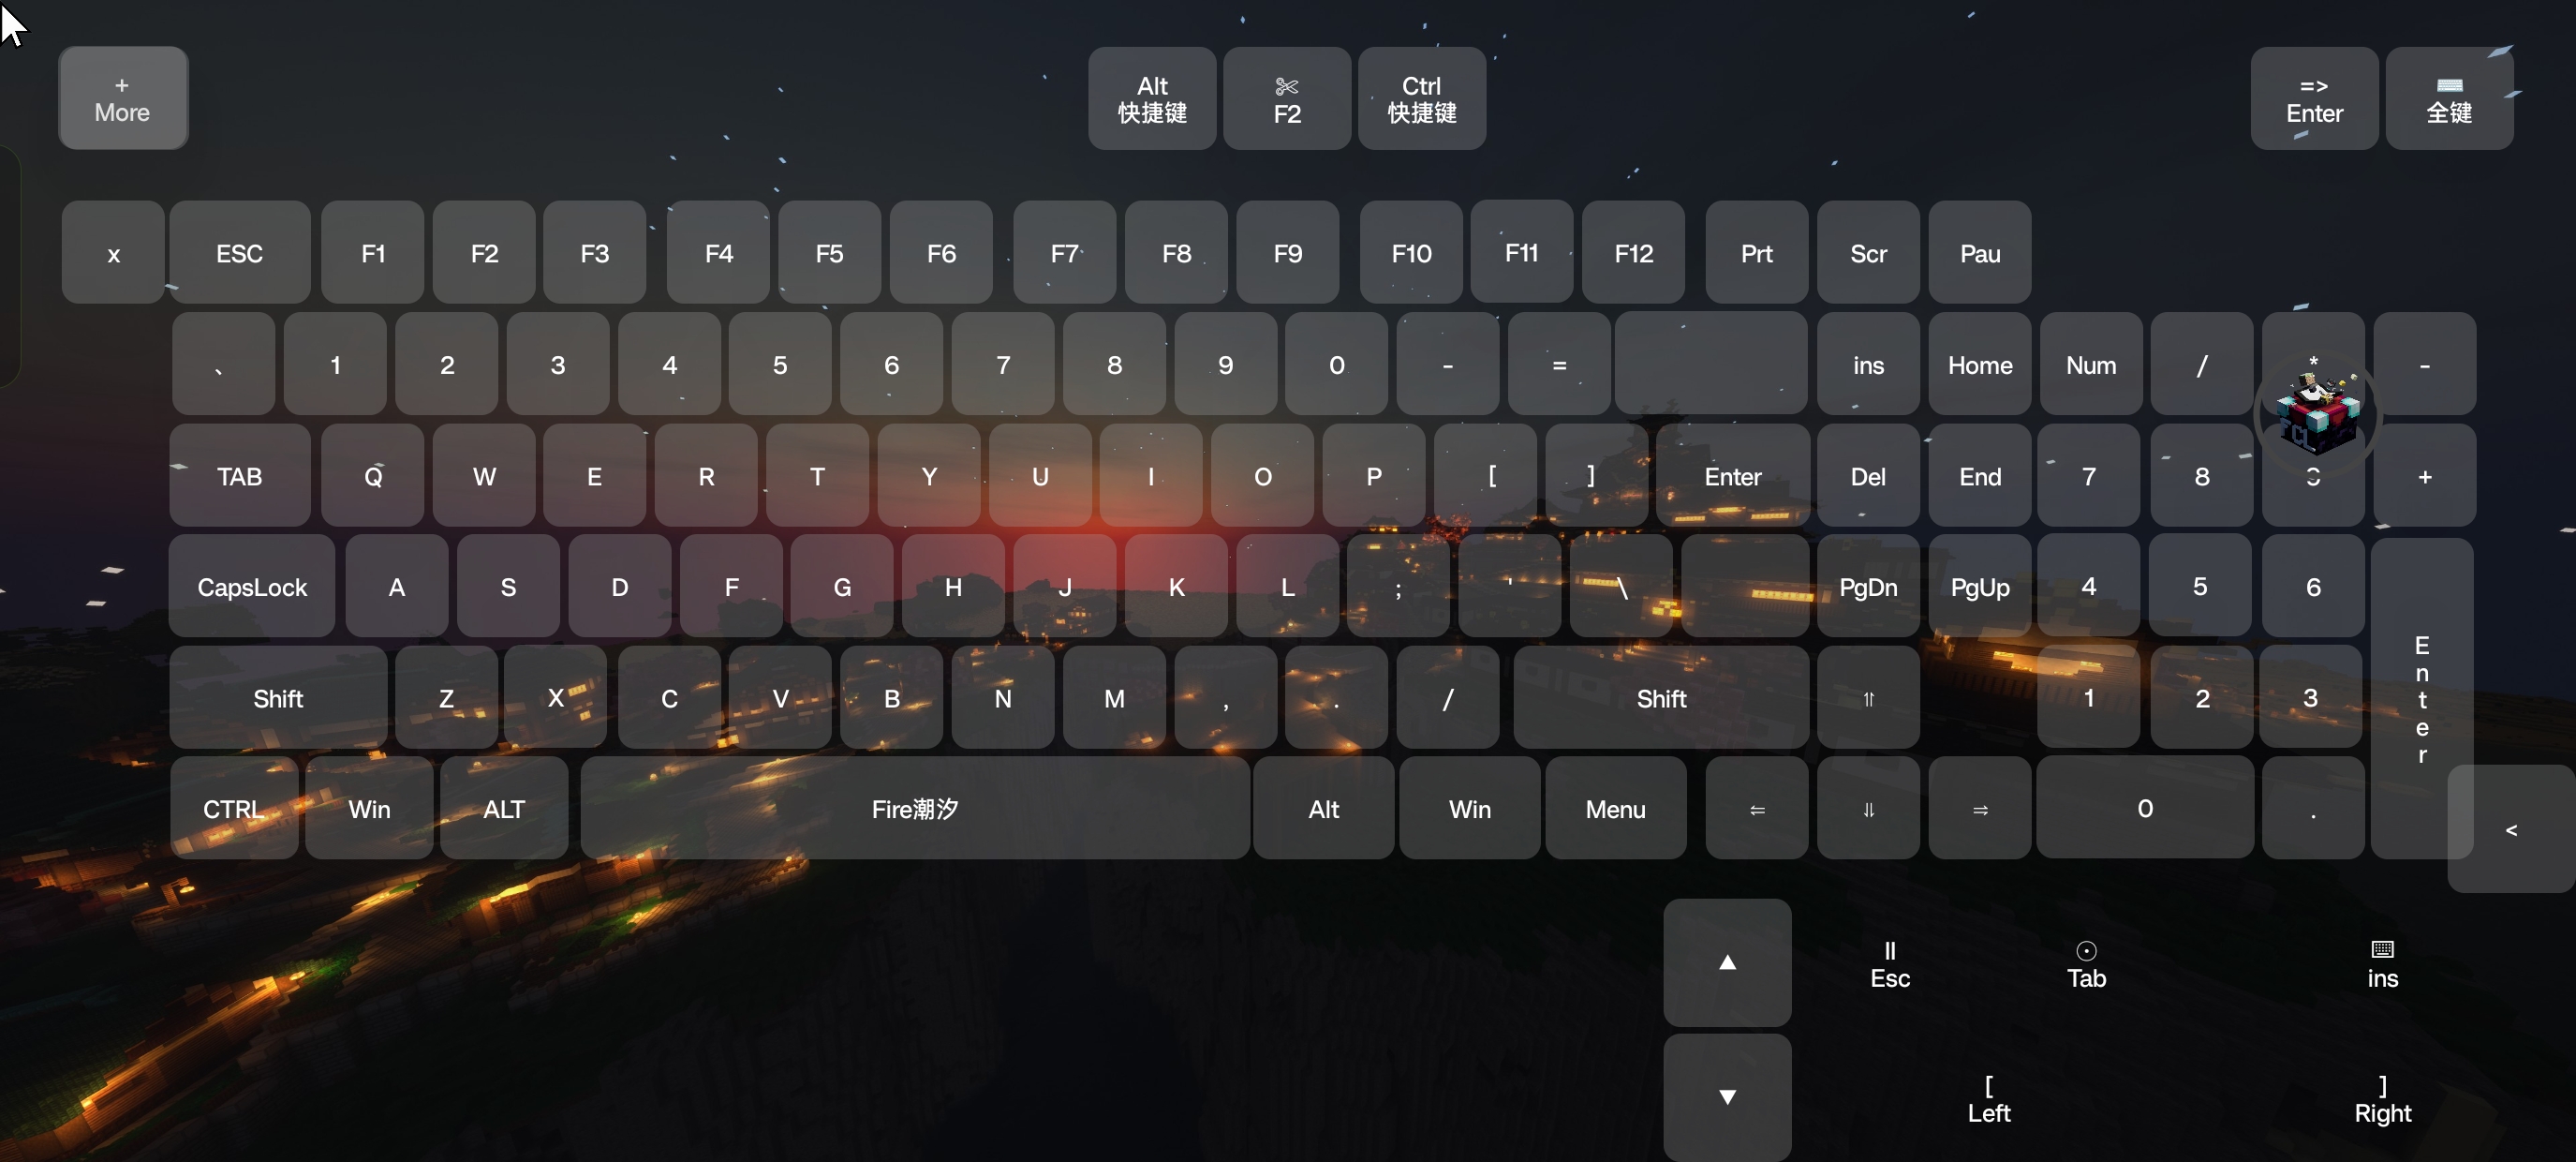 +
More
Alt
快捷键
✄
F2
Ctrl
快捷键
=>
Enter
⌨
全键
x ESC F1 F2 F3 F4 F5 F6 F7 F8 F9 F10 F11 F12 Prt Scr Pau
、 1 2 3 4 5 6 7 8 9 0 - = ins Home Num / * -
TAB Q W E R T Y U I O P [ ] Enter Del End 7 8 +
CapsLock A S D F G H J K L ; ' \ PgDn PgUp 4 5 6
Enter
Shift Z X C V B N M , . / Shift ⥮ 1 2 3
CTRL Win ALT Fire潮汐 Alt Win Menu ⇐ ⇓ ⇒ 0 .
<
▲
II
Esc
⊙
Tab
⌨
ins
▼
[
Left
]
Right
FCL